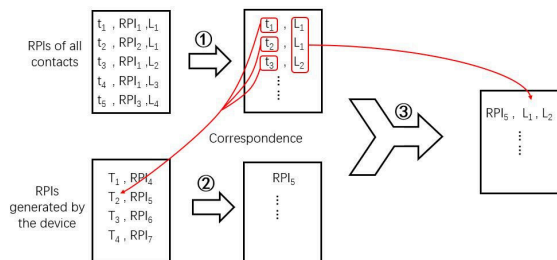 RPIs of all
contacts
t₁ , RPI₁ ,L₁
t₂ , RPI₂ ,L₁
t₃ , RPI₁ ,L₂
t₄ , RPI₁ ,L₃
t₅ , RPI₃ ,L₄
①
t₁ , L₁
t₂ , L₁
t₃ , L₂
⋮
Correspondence
③
RPI₅ , L₁ , L₂
⋮
RPIs
generated by
the device
T₁ , RPI₄
T₂ , RPI₅
T₃ , RPI₆
T₄ , RPI₇
②
RPI₅
⋮